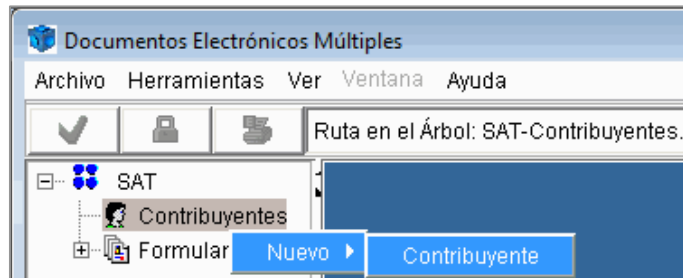 Documentos Electrónicos Múltiples
Archivo Herramientas Ver Ventana Ayuda
Ruta en el Árbol: SAT-Contribuyentes.
SAT
Contribuyentes
Formular Nuevo Contribuyente